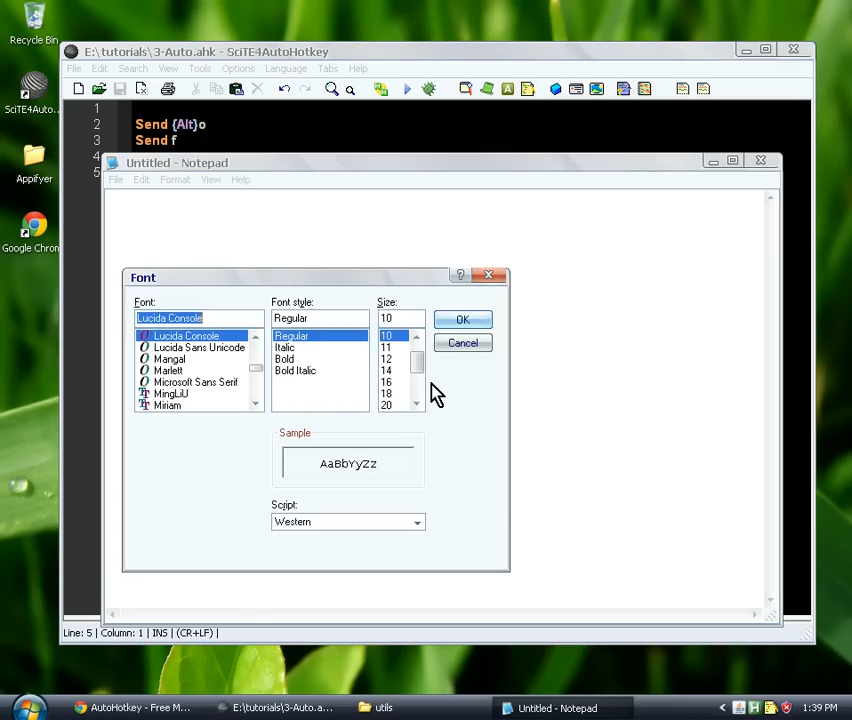 Recycle Bin
E:\tutorials\3-Auto.ahk - SciTE4AutoHotkey
File Edit Search View Tools Options Language Tabs Help
SciTE4Auto...
1
2 Send {Alt}o
3 Send f
4
5
Untitled - Notepad
File Edit Format View Help
Appifyer
Google Chron
Font
Font: Font style: Size:
Lucida Console Regular 10
OK
Lucida Console Regular 10
Lucida Sans Unicode Italic 11
Cancel
Mangal Bold 12
Marlett Bold Italic 14
Microsoft Sans Serif 16
MingLiU 18
Miriam 20
Sample
AaBbYyZz
Script:
Western
Line: 5 | Column: 1 | INS | (CR+LF)
AutoHotkey - Free M...
E:\tutorials\3-Auto.a...
utils
Untitled - Notepad
1:39 PM